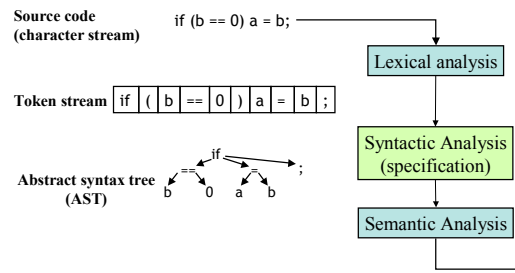 Source code
(character stream)
if (b == 0) a = b;
Lexical analysis
Token stream
if ( b == 0 ) a = b ;
Syntactic Analysis
(specification)
Abstract syntax tree
(AST)
if
== = ;
b 0 a b
Semantic Analysis